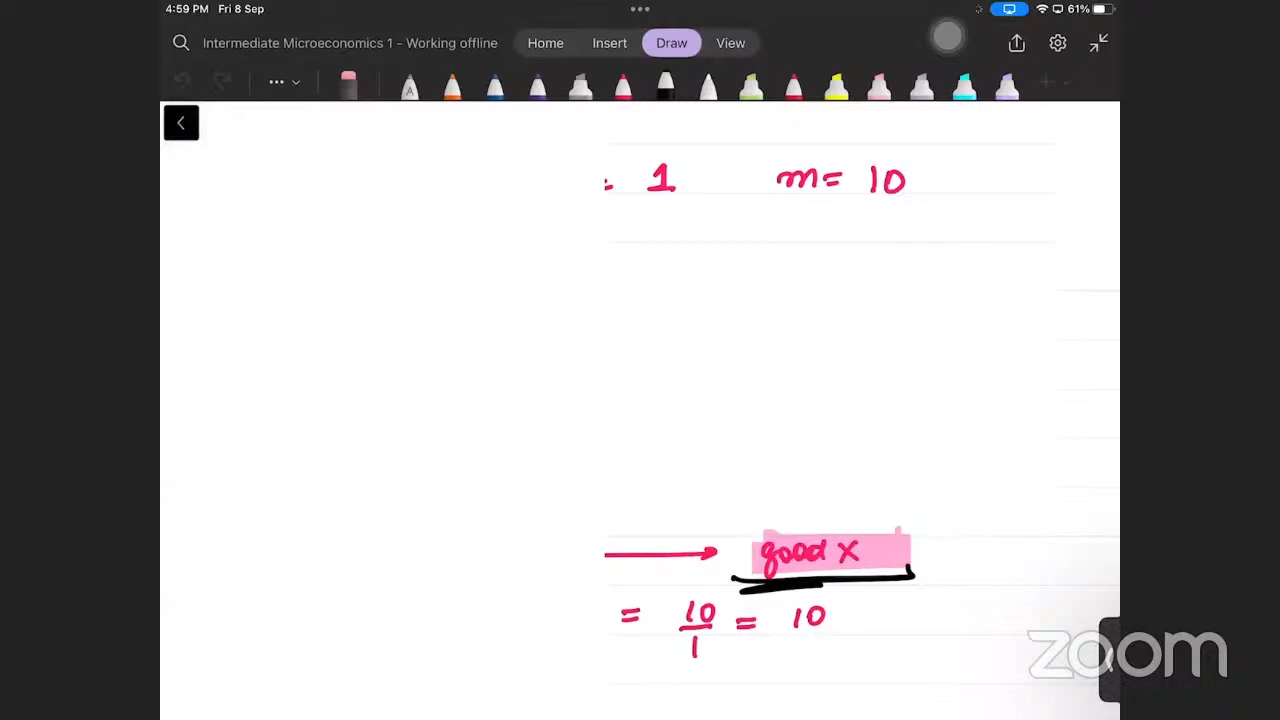 4:59 PM Fri 8 Sep
61%
Intermediate Microeconomics 1 - Working offline
Home Insert Draw View
A
= 1 m = 10
good X
= 10/1 = 10
zoom